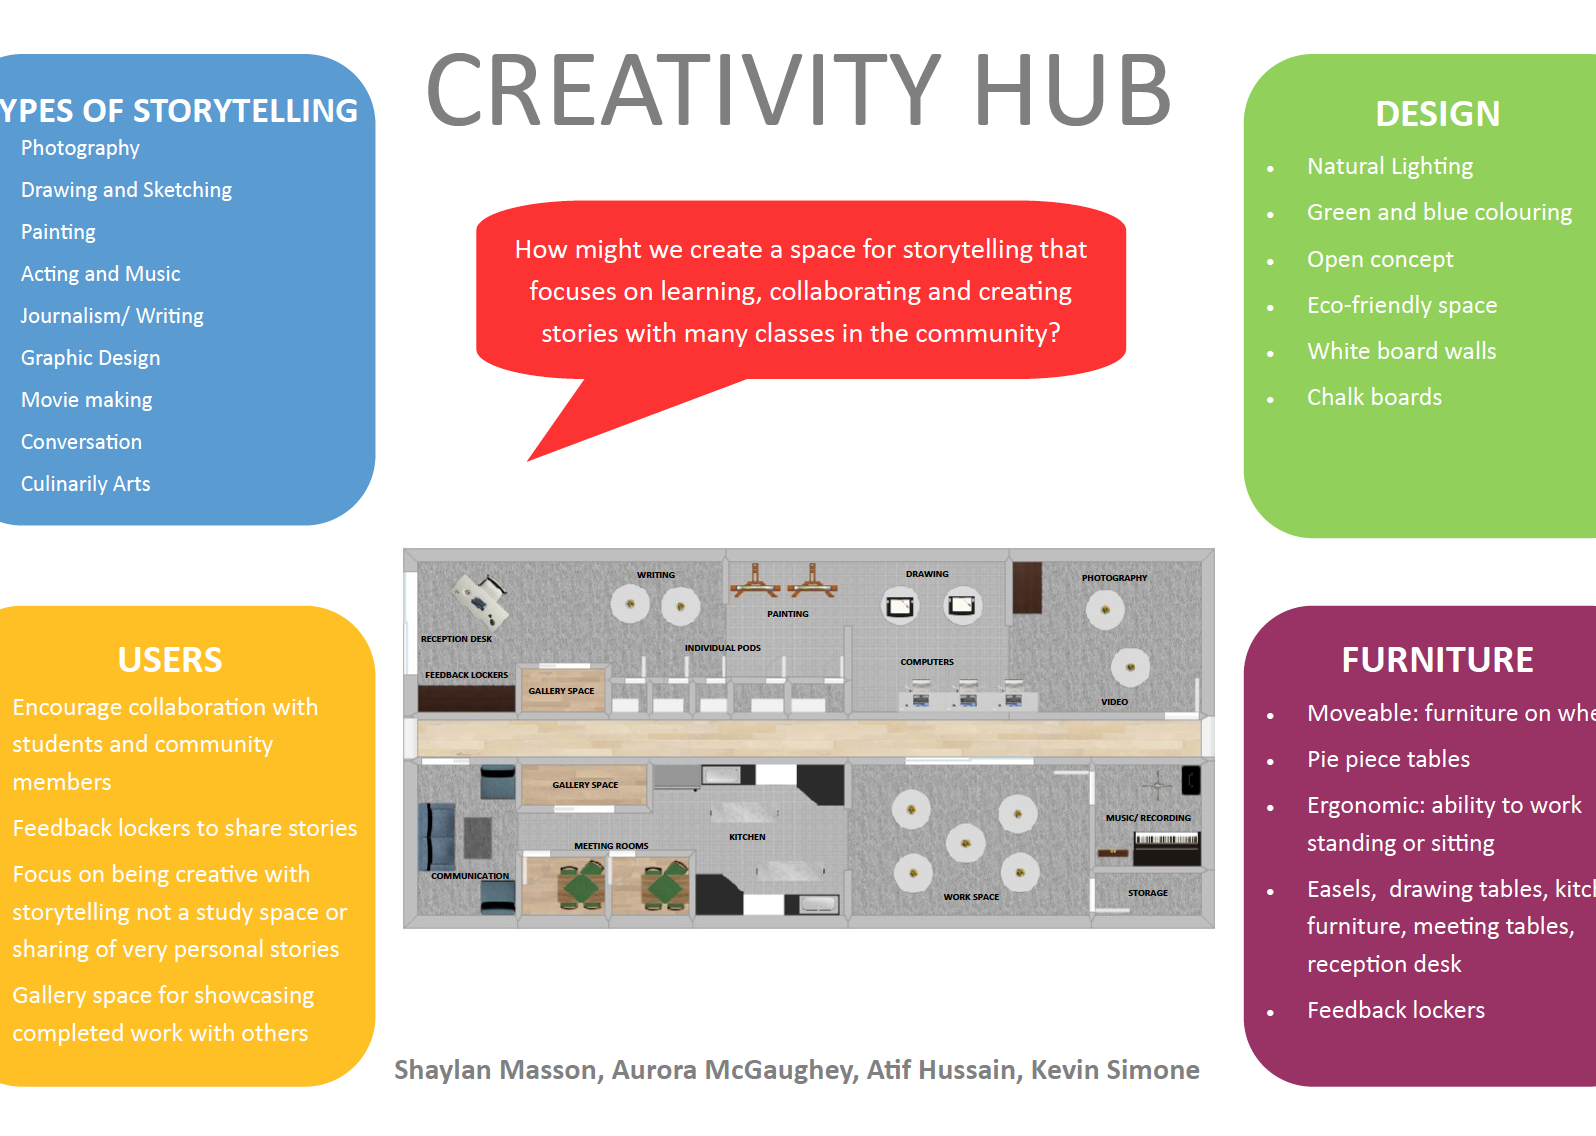 CREATIVITY HUB
YPES OF STORYTELLING
Photography
Drawing and Sketching
Painting
Acting and Music
Journalism/ Writing
Graphic Design
Movie making
Conversation
Culinarily Arts
How might we create a space for storytelling that
focuses on learning, collaborating and creating
stories with many classes in the community?
DESIGN
• Natural Lighting
• Green and blue colouring
• Open concept
• Eco-friendly space
• White board walls
• Chalk boards
USERS
Encourage collaboration with
students and community
members
Feedback lockers to share stories
Focus on being creative with
storytelling not a study space or
sharing of very personal stories
Gallery space for showcasing
completed work with others
WRITING
DRAWING
PHOTOGRAPHY
PAINTING
RECEPTION DESK
INDIVIDUAL PODS
COMPUTERS
FEEDBACK LOCKERS
GALLERY SPACE
VIDEO
GALLERY SPACE
MUSIC/ RECORDING
KITCHEN
MEETING ROOMS
COMMUNICATION
STORAGE
WORK SPACE
FURNITURE
• Moveable: furniture on whe
• Pie piece tables
• Ergonomic: ability to work
standing or sitting
• Easels, drawing tables, kitc
furniture, meeting tables,
reception desk
• Feedback lockers
Shaylan Masson, Aurora McGaughey, Atif Hussain, Kevin Simone